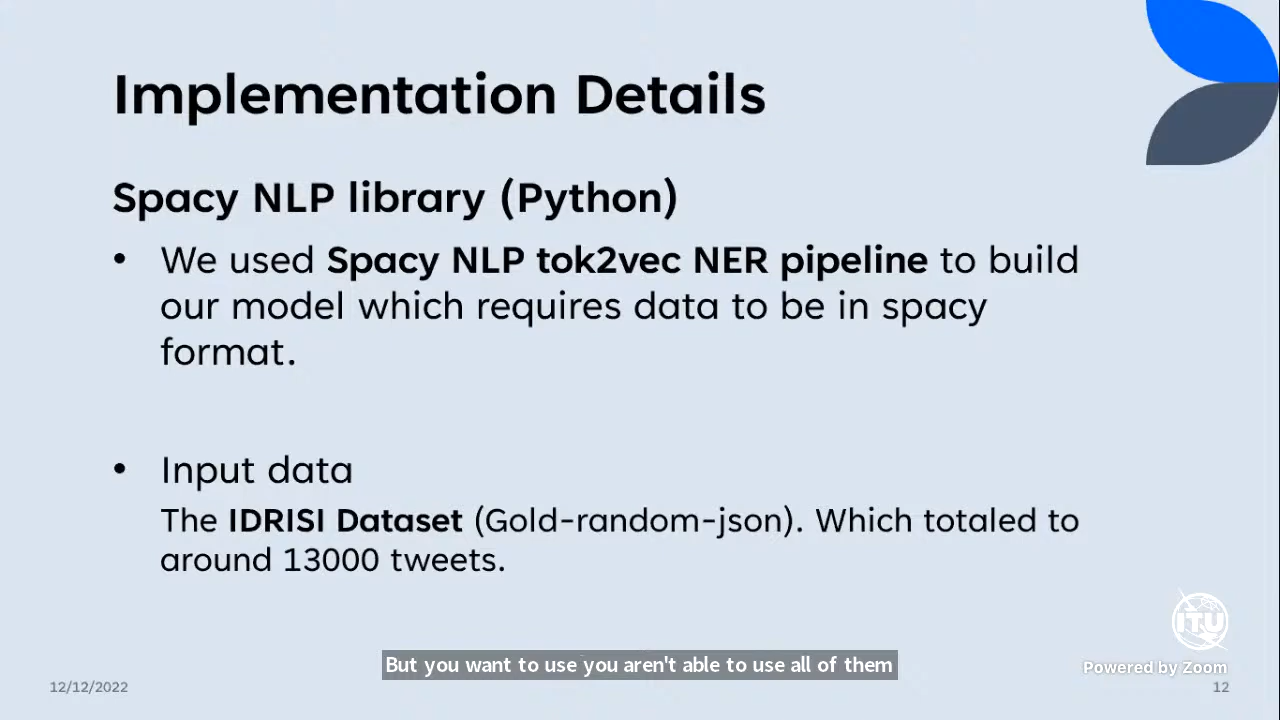 Implementation Details
Spacy NLP library (Python)
• We used Spacy NLP tok2vec NER pipeline to build
our model which requires data to be in spacy
format.
• Input data
The IDRISI Dataset (Gold-random-json). Which totaled to
around 13000 tweets.
ITU
But you want to use you aren't able to use all of them
Powered by Zoom
12/12/2022
12